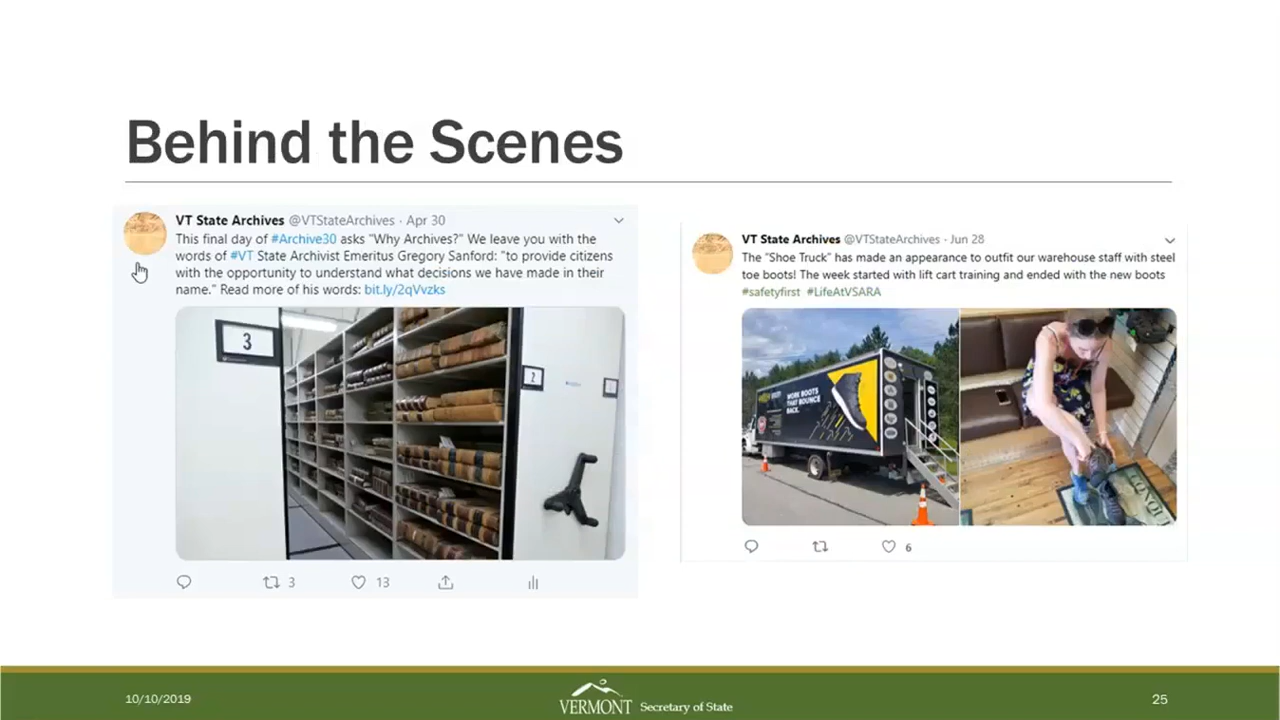 Behind the Scenes
VT State Archives @VTStateArchives · Apr 30
This final day of #Archive30 asks "Why Archives?" We leave you with the
words of #VT State Archivist Emeritus Gregory Sanford: "to provide citizens
with the opportunity to understand what decisions we have made in their
name." Read more of his words: bit.ly/2qVvzks
3
2
3
13
VT State Archives @VTStateArchives · Jun 28
The "Shoe Truck" has made an appearance to outfit our warehouse staff with steel
toe boots! The week started with lift cart training and ended with the new boots
#safetyfirst #LifeAtVSARA
WORK BOOTS
THAT BOUNCE
BACK.
6
10/10/2019
VERMONT Secretary of State
25